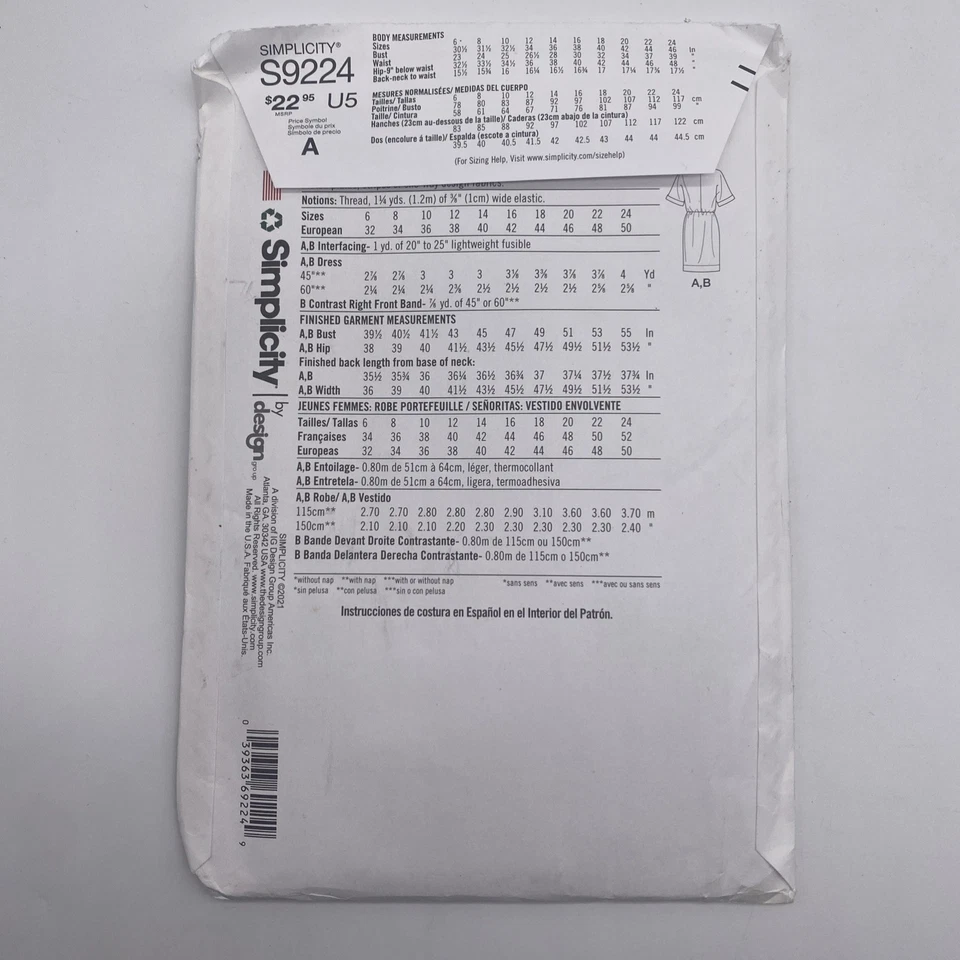 SIMPLICITY®
S9224
$22.95 U5
MSRP
Price Symbol
Symbole du prix
Símbolo de precio
A
BODY MEASUREMENTS
Sizes 6 8 10 12 14 16 18 20 22 24
Bust 30½ 31½ 32½ 34 36 38 40 42 44 46 In
Waist 23 24 25 26½ 28 30 32 34 37 39 "
Hip-9" below waist 32½ 33½ 34½ 36 38 40 42 44 46 48 "
Back-neck to waist 15½ 15¾ 16 16¼ 16½ 16¾ 17 17¼ 17⅜ 17½ "
MESURES NORMALISÉES/ MEDIDAS DEL CUERPO
Tailles/Tallas 6 8 10 12 14 16 18 20 22 24
Poitrine/ Busto 78 80 83 87 92 97 102 107 112 117 cm
Taille/ Cintura 58 61 64 67 71 76 81 87 94 99 "
Hanches (23cm au-dessous de la taille)/ Caderas (23cm abajo de la cintura)
83 85 88 92 97 102 107 112 117 122 cm
Dos (encolure á taille)/ Espalda (escote a cintura)
39.5 40 40.5 41.5 42 42.5 43 44 44 44.5 cm
(For Sizing Help, Visit www.simplicity.com/sizehelp)
Notions: Thread, 1¼ yds. (1.2m) of ⅜" (1cm) wide elastic.
Sizes 6 8 10 12 14 16 18 20 22 24
European 32 34 36 38 40 42 44 46 48 50
A,B Interfacing- 1 yd. of 20" to 25" lightweight fusible
A,B Dress
45"** 2⅞ 2⅞ 3 3 3 3⅛ 3⅜ 3⅞ 3⅞ 4 Yd
60"** 2¼ 2¼ 2¼ 2⅜ 2½ 2½ 2½ 2½ 2⅝ 2⅝ "
B Contrast Right Front Band- ⅞ yd. of 45" or 60"**
FINISHED GARMENT MEASUREMENTS
A,B Bust 39½ 40½ 41½ 43 45 47 49 51 53 55 In
A,B Hip 38 39 40 41½ 43½ 45½ 47½ 49½ 51½ 53½ "
Finished back length from base of neck:
A,B 35½ 35¾ 36 36¼ 36½ 36¾ 37 37¼ 37½ 37¾ In
A,B Width 36 39 40 41½ 43½ 45½ 47½ 49½ 51½ 53½ "
JEUNES FEMMES: ROBE PORTEFEUILLE / SEÑORITAS: VESTIDO ENVOLVENTE
Tailles/ Tallas 6 8 10 12 14 16 18 20 22 24
Françaises 34 36 38 40 42 44 46 48 50 52
Europeas 32 34 36 38 40 42 44 46 48 50
A,B Entoilage- 0.80m de 51cm à 64cm, léger, thermocollant
A,B Entretela- 0.80m de 51cm a 64cm, ligera, termoadhesiva
A,B Robe/ A,B Vestido
115cm** 2.70 2.70 2.80 2.80 2.80 2.90 3.10 3.60 3.60 3.70 m
150cm** 2.10 2.10 2.10 2.20 2.30 2.30 2.30 2.30 2.30 2.40 "
B Bande Devant Droite Contrastante- 0.80m de 115cm ou 150cm**
B Banda Delantera Derecha Contrastante- 0.80m de 115cm o 150cm**
*without nap **with nap ***with or without nap *sans sens **avec sens ***avec ou sans sens
*sin pelusa **con pelusa ***sin o con pelusa
Instrucciones de costura en Español en el Interior del Patrón.
A,B
Simplicity
by
design
group
SIMPLICITY ©2021
A division of IG Design Group Americas Inc.
Atlanta, GA, 30342 USA www.thedesigngroup.com
All Rights Reserved. www.simplicity.com
Made in the U.S.A. Fabriqué aux États-Unis.
0 39363 69224 9